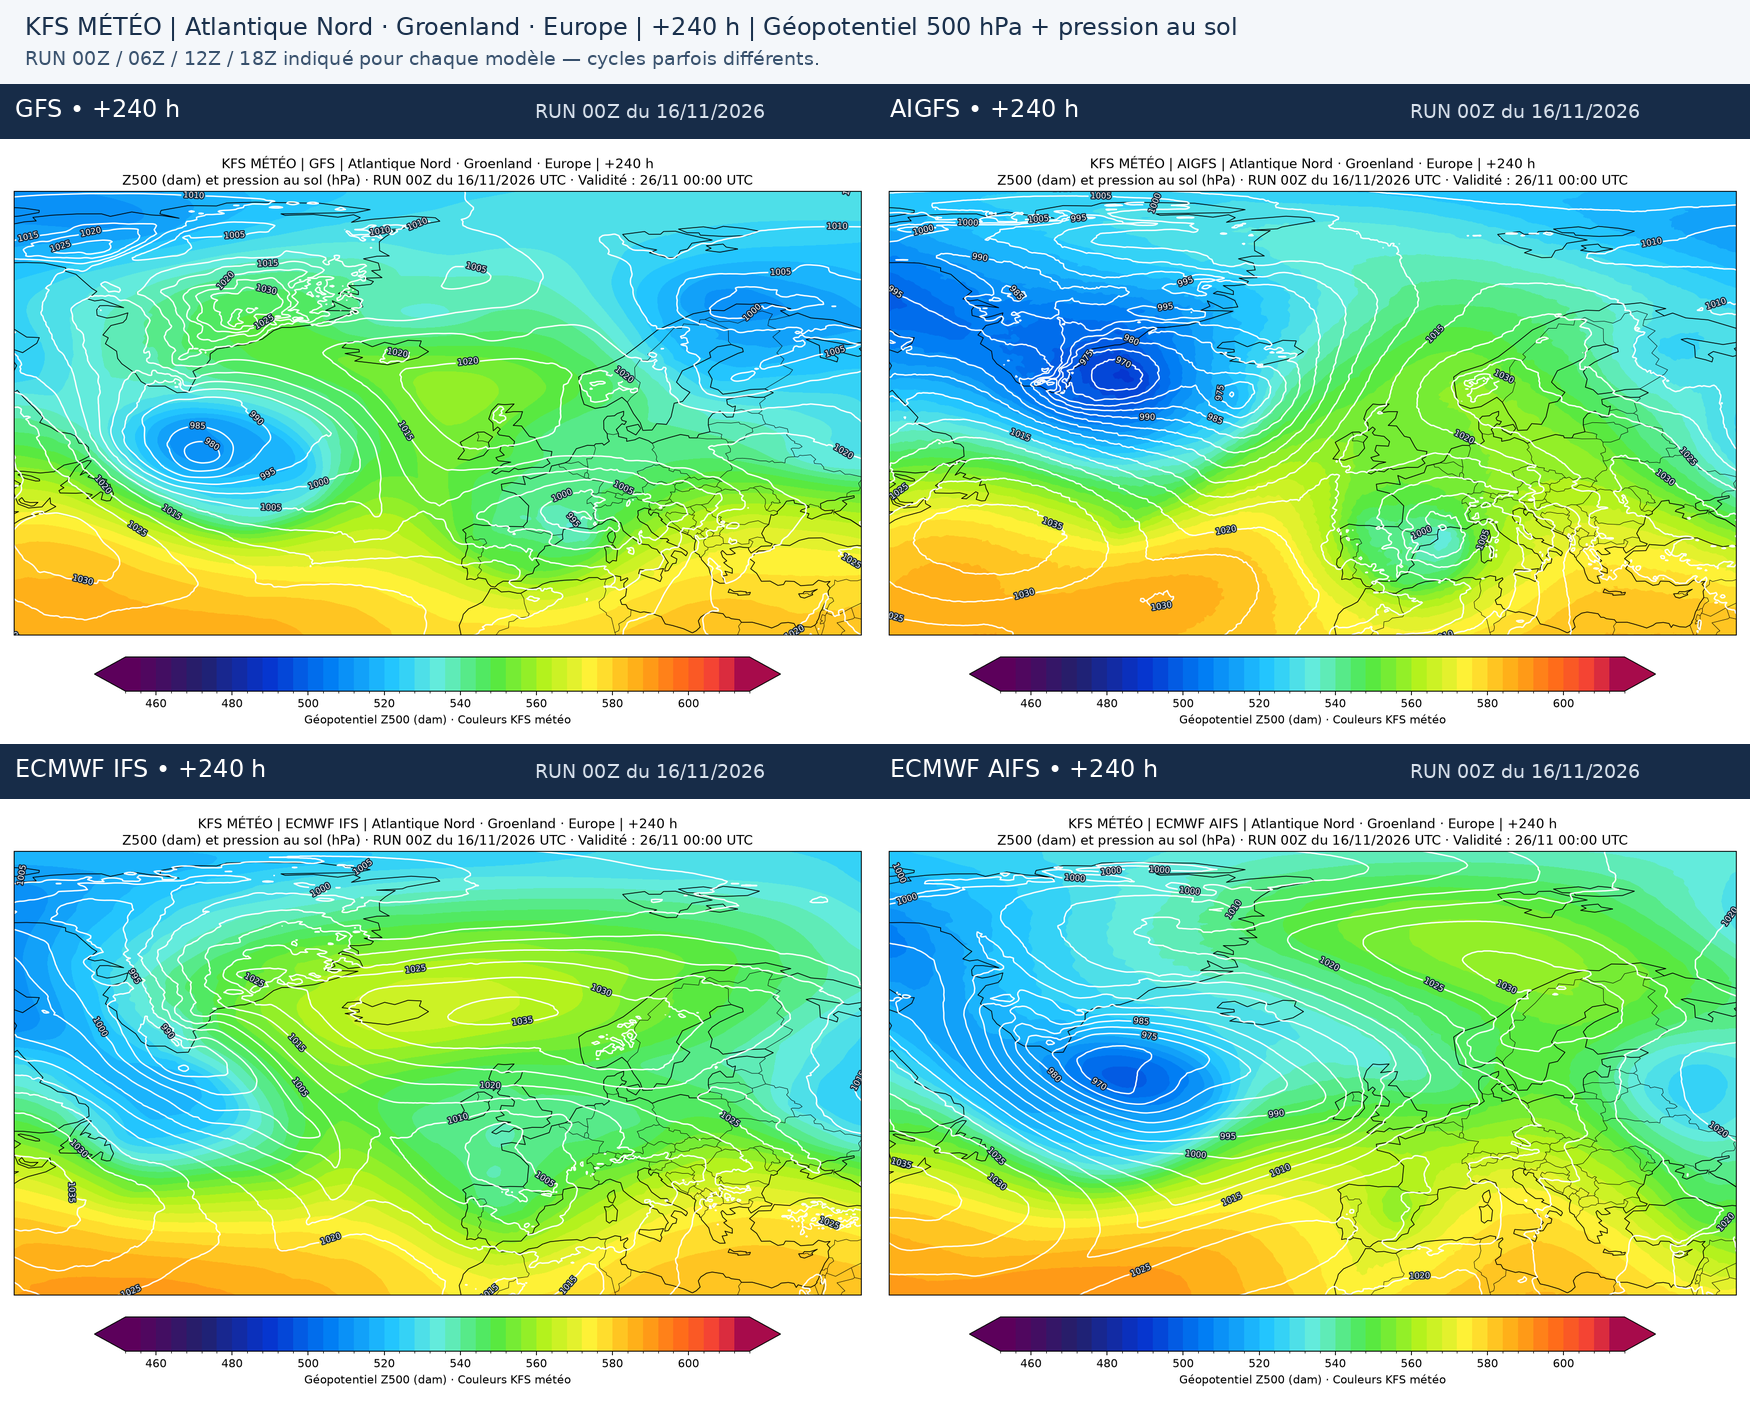 KFS MÉTÉO | Atlantique Nord · Groenland · Europe | +240 h | Géopotentiel 500 hPa + pression au sol
RUN 00Z / 06Z / 12Z / 18Z indiqué pour chaque modèle — cycles parfois différents.
GFS • +240 h
RUN 00Z du 16/11/2026
KFS MÉTÉO | GFS | Atlantique Nord · Groenland · Europe | +240 h
Z500 (dam) et pression au sol (hPa) · RUN 00Z du 16/11/2026 UTC · Validité : 26/11 00:00 UTC
460 480 500 520 540 560 580 600
Géopotentiel Z500 (dam) · Couleurs KFS météo
AIGFS • +240 h
RUN 00Z du 16/11/2026
KFS MÉTÉO | AIGFS | Atlantique Nord · Groenland · Europe | +240 h
Z500 (dam) et pression au sol (hPa) · RUN 00Z du 16/11/2026 UTC · Validité : 26/11 00:00 UTC
460 480 500 520 540 560 580 600
Géopotentiel Z500 (dam) · Couleurs KFS météo
ECMWF IFS • +240 h
RUN 00Z du 16/11/2026
KFS MÉTÉO | ECMWF IFS | Atlantique Nord · Groenland · Europe | +240 h
Z500 (dam) et pression au sol (hPa) · RUN 00Z du 16/11/2026 UTC · Validité : 26/11 00:00 UTC
460 480 500 520 540 560 580 600
Géopotentiel Z500 (dam) · Couleurs KFS météo
ECMWF AIFS • +240 h
RUN 00Z du 16/11/2026
KFS MÉTÉO | ECMWF AIFS | Atlantique Nord · Groenland · Europe | +240 h
Z500 (dam) et pression au sol (hPa) · RUN 00Z du 16/11/2026 UTC · Validité : 26/11 00:00 UTC
460 480 500 520 540 560 580 600
Géopotentiel Z500 (dam) · Couleurs KFS météo